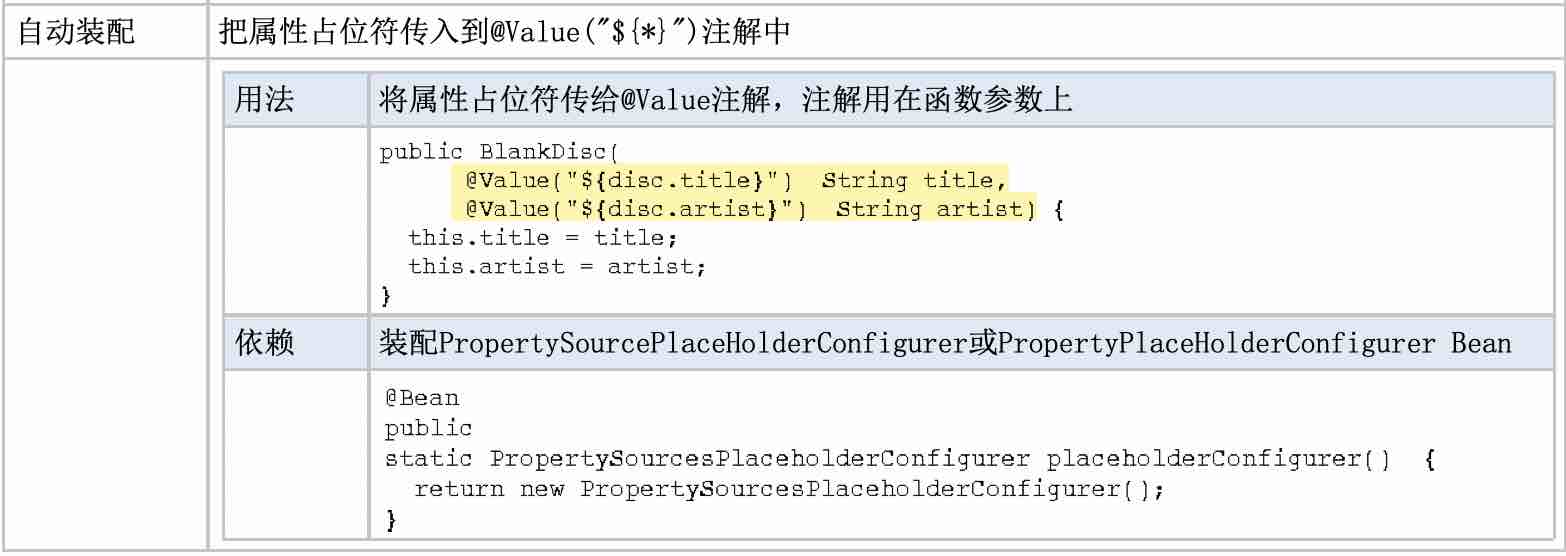 自动装配
把属性占位符传入到@Value("${*}")注解中
用法
将属性占位符传给@Value注解，注解用在函数参数上
public BlankDisc(
@Value("${disc.title}") String title,
@Value("${disc.artist}") String artist) {
this.title = title;
this.artist = artist;
}
依赖
装配PropertySourcePlaceHolderConfigurer或PropertyPlaceHolderConfigurer Bean
@Bean
public
static PropertySourcesPlaceholderConfigurer placeholderConfigurer() {
return new PropertySourcesPlaceholderConfigurer();
}